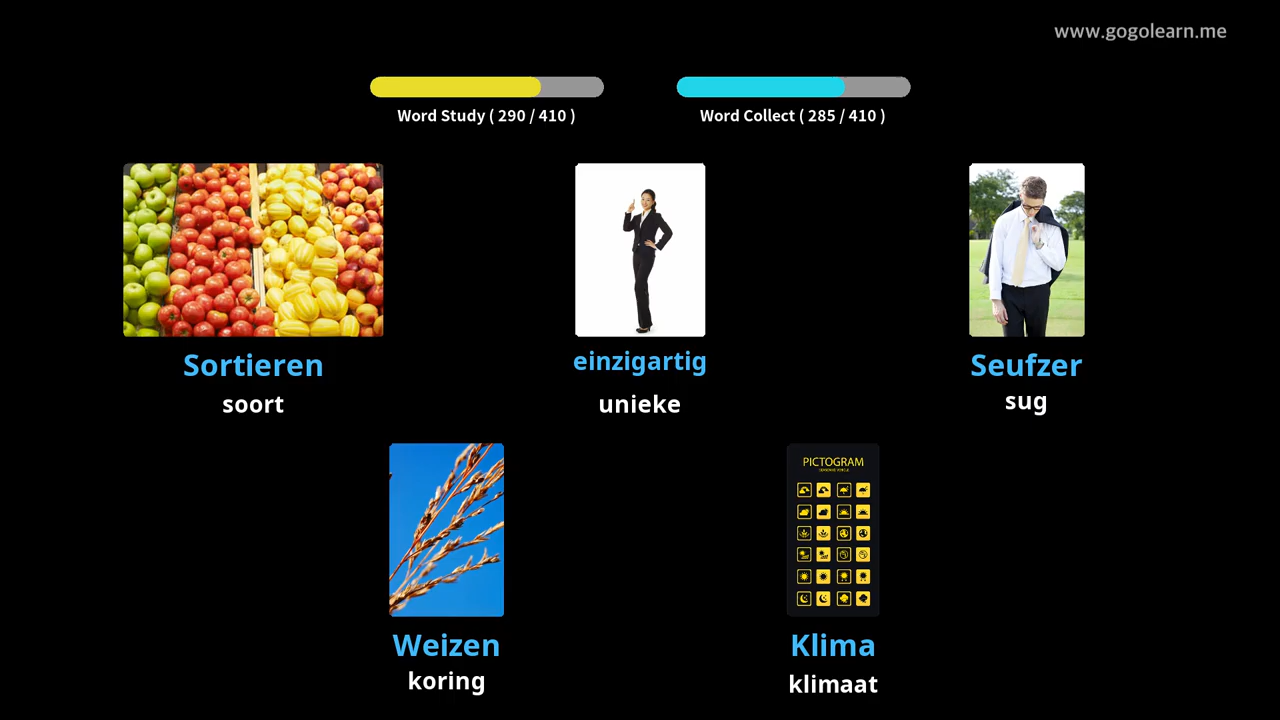 www.gogolearn.me
Word Study ( 290 / 410 )
Word Collect ( 285 / 410 )
Sortieren
soort
einzigartig
unieke
Seufzer
sug
PICTOGRAM
Weizen
koring
Klima
klimaat